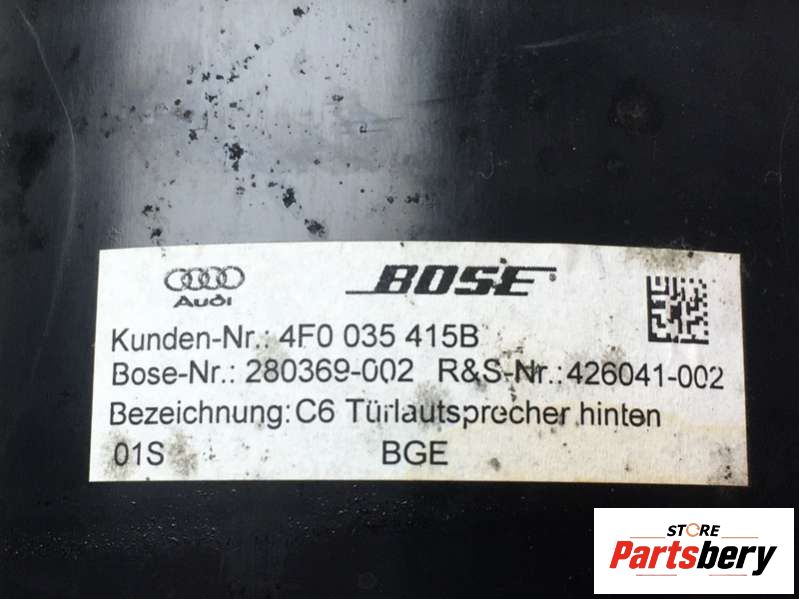 BOSE
Audi
Kunden-Nr.: 4F0 035 415B
Bose-Nr.: 280369-002 R&S-Nr.: 426041-002
Bezeichnung: C6 Türlautsprecher hinten
01S BGE
STORE
Partsbery